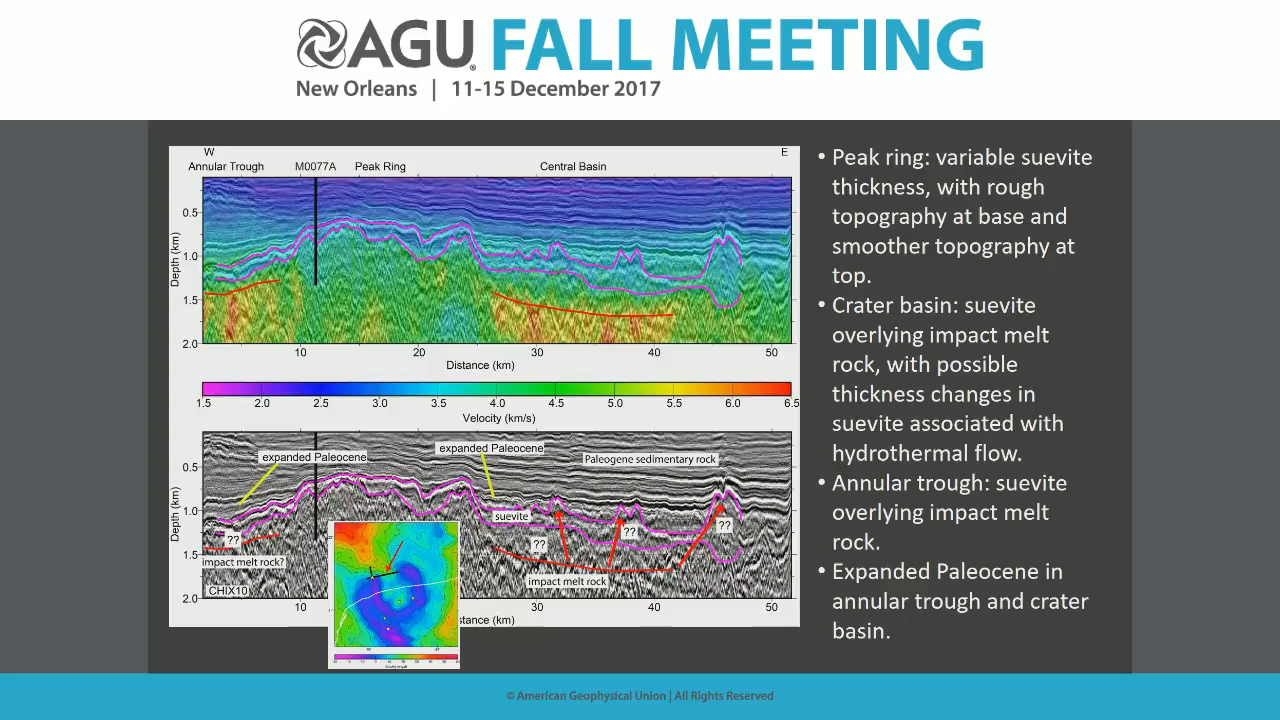 AGU FALL MEETING
New Orleans | 11-15 December 2017
W E
Annular Trough M0077A Peak Ring Central Basin
Depth (km)
0.5
1.0
1.5
2.0
10 20 30 40 50
Distance (km)
1.5 2.0 2.5 3.0 3.5 4.0 4.5 5.0 5.5 6.0 6.5
Velocity (km/s)
Depth (km)
0.5
1.0
1.5
2.0
expanded Paleocene
expanded Paleocene
Paleogene sedimentary rock
suevite
??
??
??
??
impact melt rock?
impact melt rock
CHIX10
10 30 40 50
stance (km)
• Peak ring: variable suevite
thickness, with rough
topography at base and
smoother topography at
top.
• Crater basin: suevite
overlying impact melt
rock, with possible
thickness changes in
suevite associated with
hydrothermal flow.
• Annular trough: suevite
overlying impact melt
rock.
• Expanded Paleocene in
annular trough and crater
basin.
© American Geophysical Union | All Rights Reserved